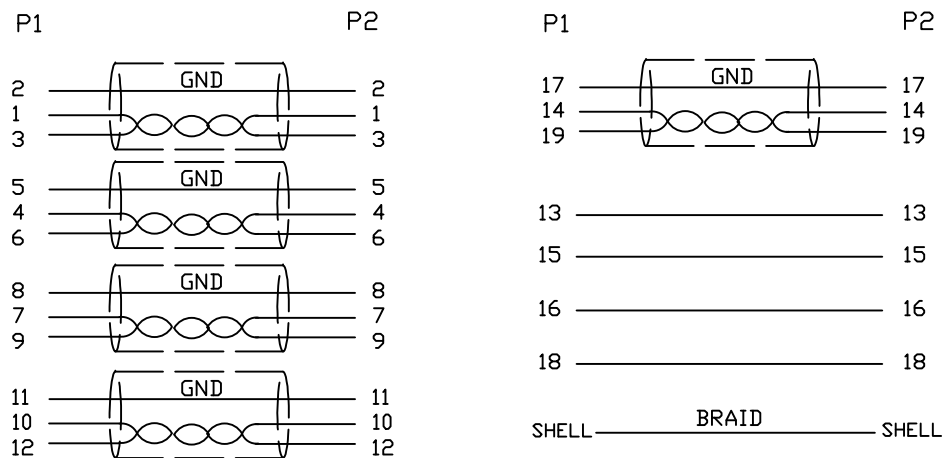 P1 P2
GND
2 2
1 1
3 3
GND
5 5
4 4
6 6
GND
8 8
7 7
9 9
GND
11 11
10 10
12 12
P1 P2
GND
17 17
14 14
19 19
13 13
15 15
16 16
18 18
BRAID
SHELL SHELL